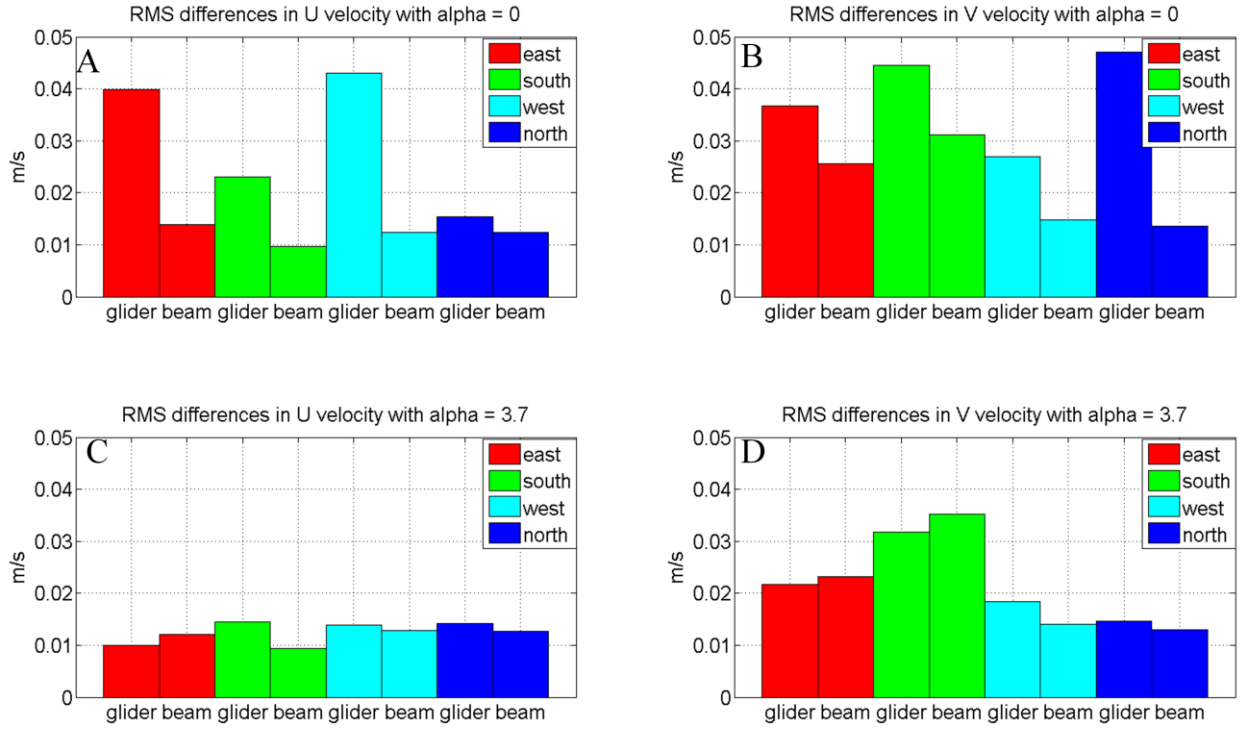 RMS differences in U velocity with alpha = 0
A
m/s
0.05
0.04
0.03
0.02
0.01
0
east
south
west
north
glider beam glider beam glider beam glider beam
RMS differences in V velocity with alpha = 0
B
m/s
0.05
0.04
0.03
0.02
0.01
0
east
south
west
north
glider beam glider beam glider beam glider beam
RMS differences in U velocity with alpha = 3.7
C
m/s
0.05
0.04
0.03
0.02
0.01
0
east
south
west
north
glider beam glider beam glider beam glider beam
RMS differences in V velocity with alpha = 3.7
D
m/s
0.05
0.04
0.03
0.02
0.01
0
east
south
west
north
glider beam glider beam glider beam glider beam